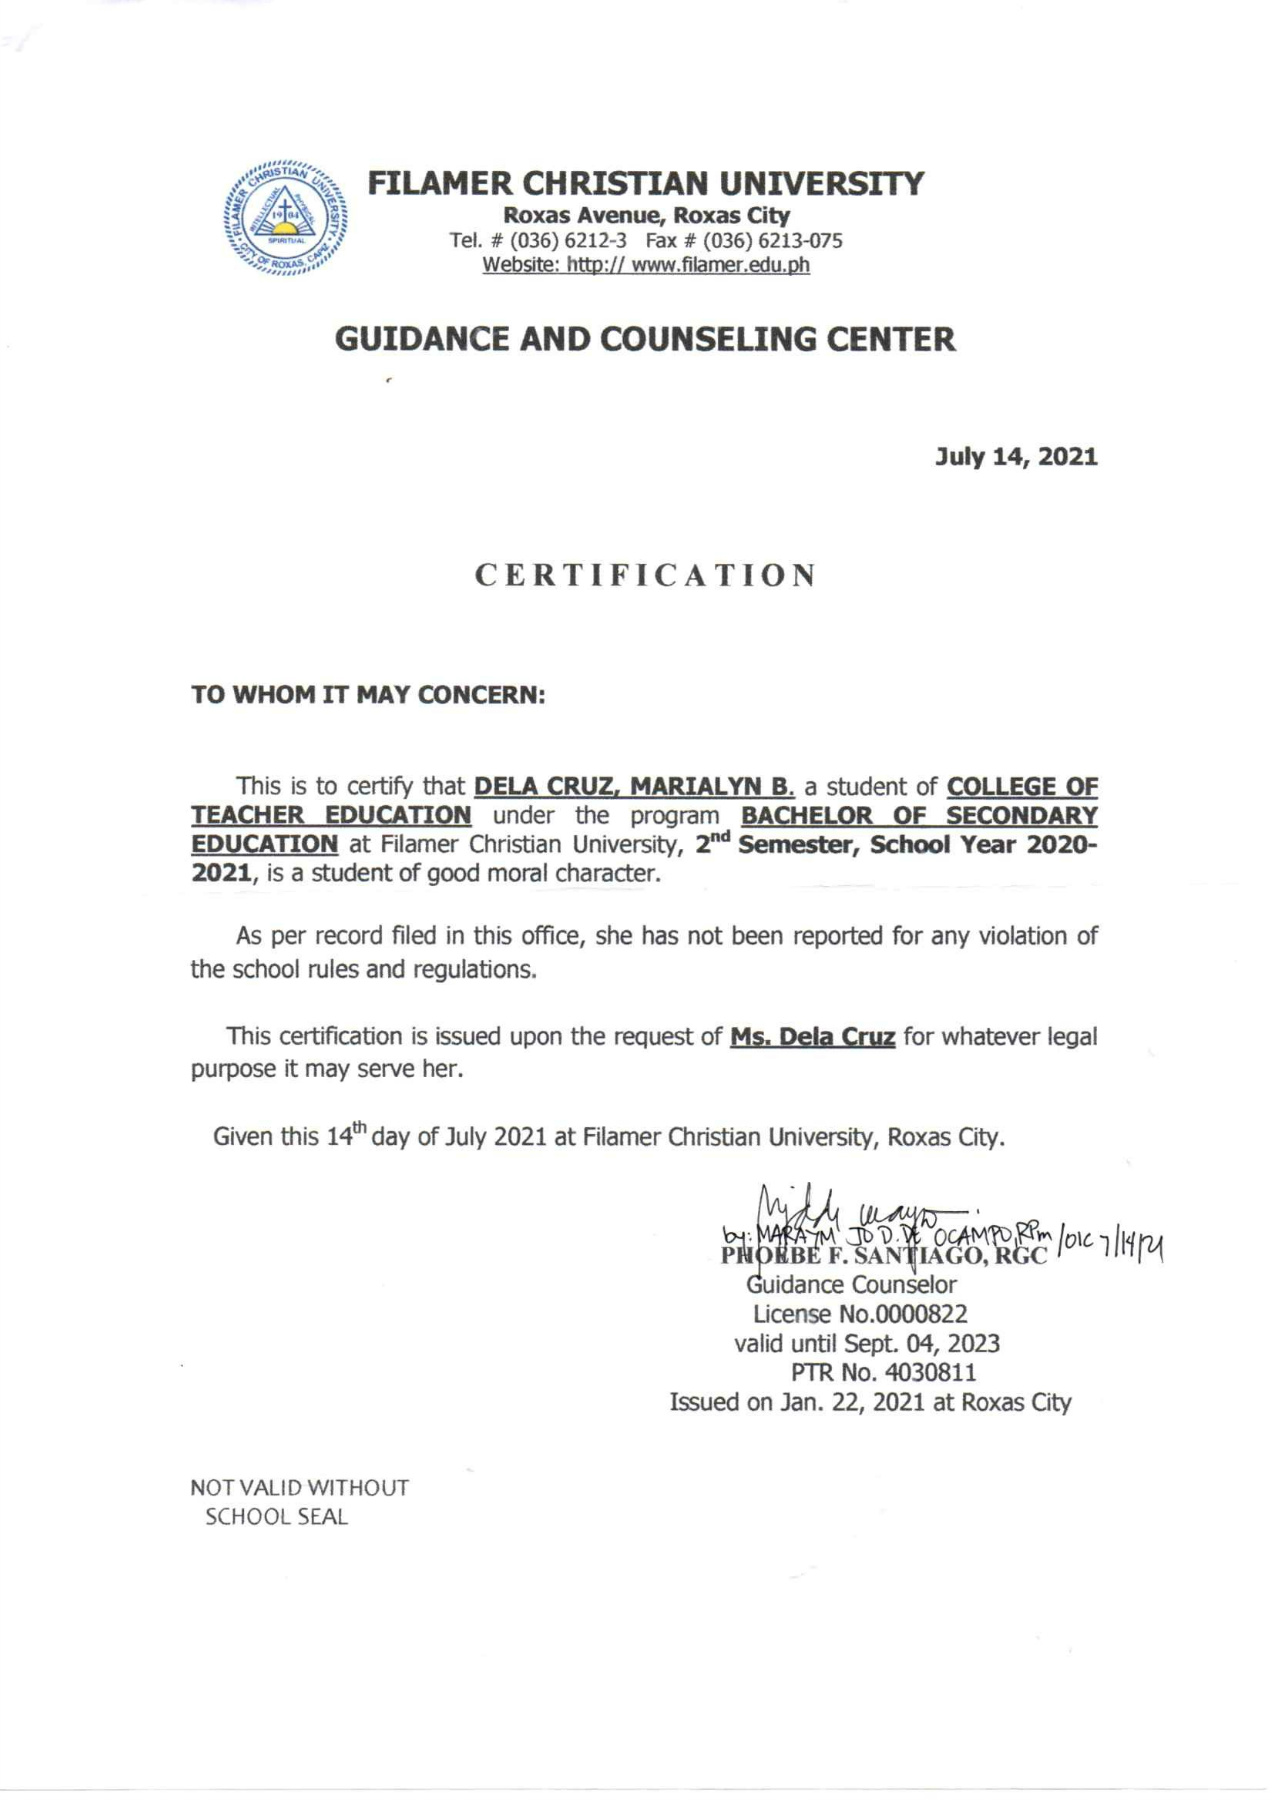 FILAMER CHRISTIAN UNIVERSITY
CITY OF ROXAS, CAPIZ
INTELLECTUAL
PHYSICAL
1904
SPIRITUAL
FILAMER CHRISTIAN UNIVERSITY
Roxas Avenue, Roxas City
Tel. # (036) 6212-3 Fax # (036) 6213-075
Website: http:// www.filamer.edu.ph
GUIDANCE AND COUNSELING CENTER
July 14, 2021
CERTIFICATION
TO WHOM IT MAY CONCERN:
This is to certify that DELA CRUZ, MARIALYN B. a student of COLLEGE OF
TEACHER EDUCATION under the program BACHELOR OF SECONDARY
EDUCATION at Filamer Christian University, 2nd Semester, School Year 2020-
2021, is a student of good moral character.
As per record filed in this office, she has not been reported for any violation of
the school rules and regulations.
This certification is issued upon the request of Ms. Dela Cruz for whatever legal
purpose it may serve her.
Given this 14th day of July 2021 at Filamer Christian University, Roxas City.
by: JO D. DE OCAMPO, RPm /OIC 7/14/21
PHOEBE F. SANTIAGO, RGC
Guidance Counselor
License No.0000822
valid until Sept. 04, 2023
PTR No. 4030811
Issued on Jan. 22, 2021 at Roxas City
NOT VALID WITHOUT
SCHOOL SEAL